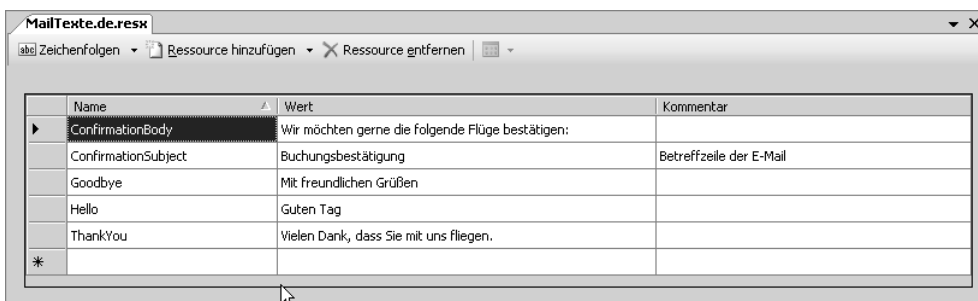 MailTexte.de.resx
abc Zeichenfolgen Ressource hinzufügen Ressource entfernen
Name Wert Kommentar
ConfirmationBody Wir möchten gerne die folgende Flüge bestätigen:
ConfirmationSubject Buchungsbestätigung Betreffzeile der E-Mail
Goodbye Mit freundlichen Grüßen
Hello Guten Tag
ThankYou Vielen Dank, dass Sie mit uns fliegen.